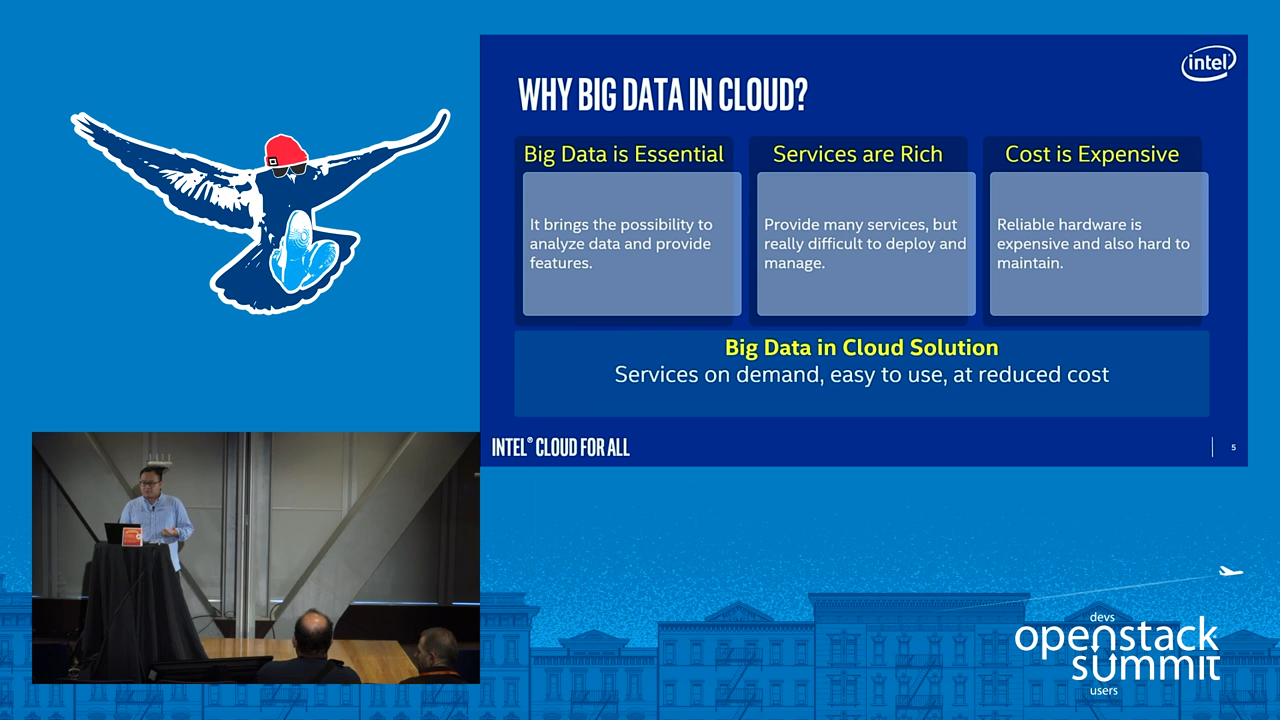 intel
WHY BIG DATA IN CLOUD?
Big Data is Essential
It brings the possibility to
analyze data and provide
features.
Services are Rich
Provide many services, but
really difficult to deploy and
manage.
Cost is Expensive
Reliable hardware is
expensive and also hard to
maintain.
Big Data in Cloud Solution
Services on demand, easy to use, at reduced cost
INTEL® CLOUD FOR ALL
5
devs
openstack
summit
users